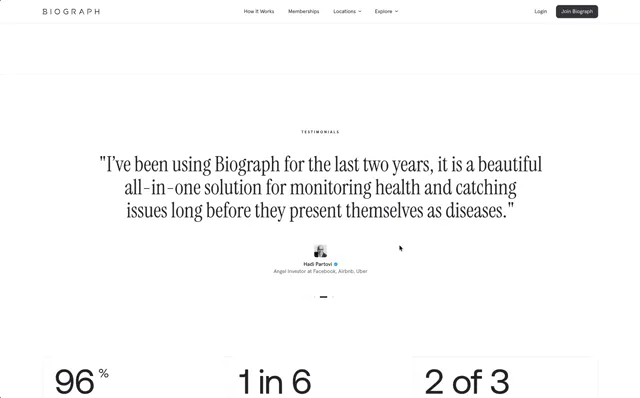 BIOGRAPH
How It Works Memberships Locations Explore Login Join Biograph
TESTIMONIALS
"I've been using Biograph for the last two years, it is a beautiful
all-in-one solution for monitoring health and catching
issues long before they present themselves as diseases."
Hadi Partovi
Angel Investor at Facebook, Airbnb, Uber
96 % 1 in 6 2 of 3